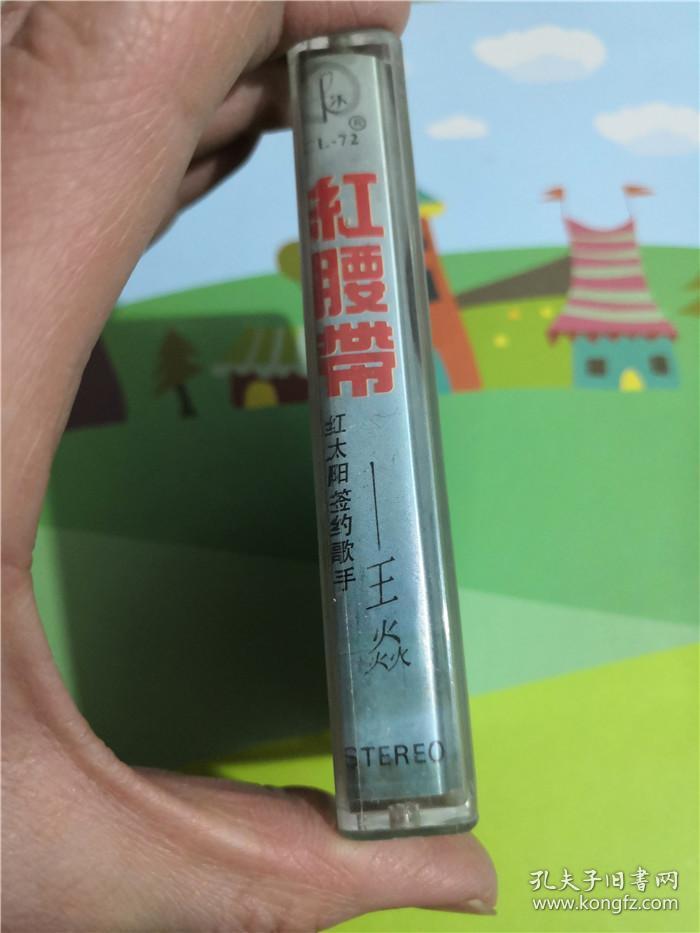 ®
L-72
紅腰帶
红太阳签约歌手
——王焱
STEREO
孔夫子旧书网
www.kongfz.com